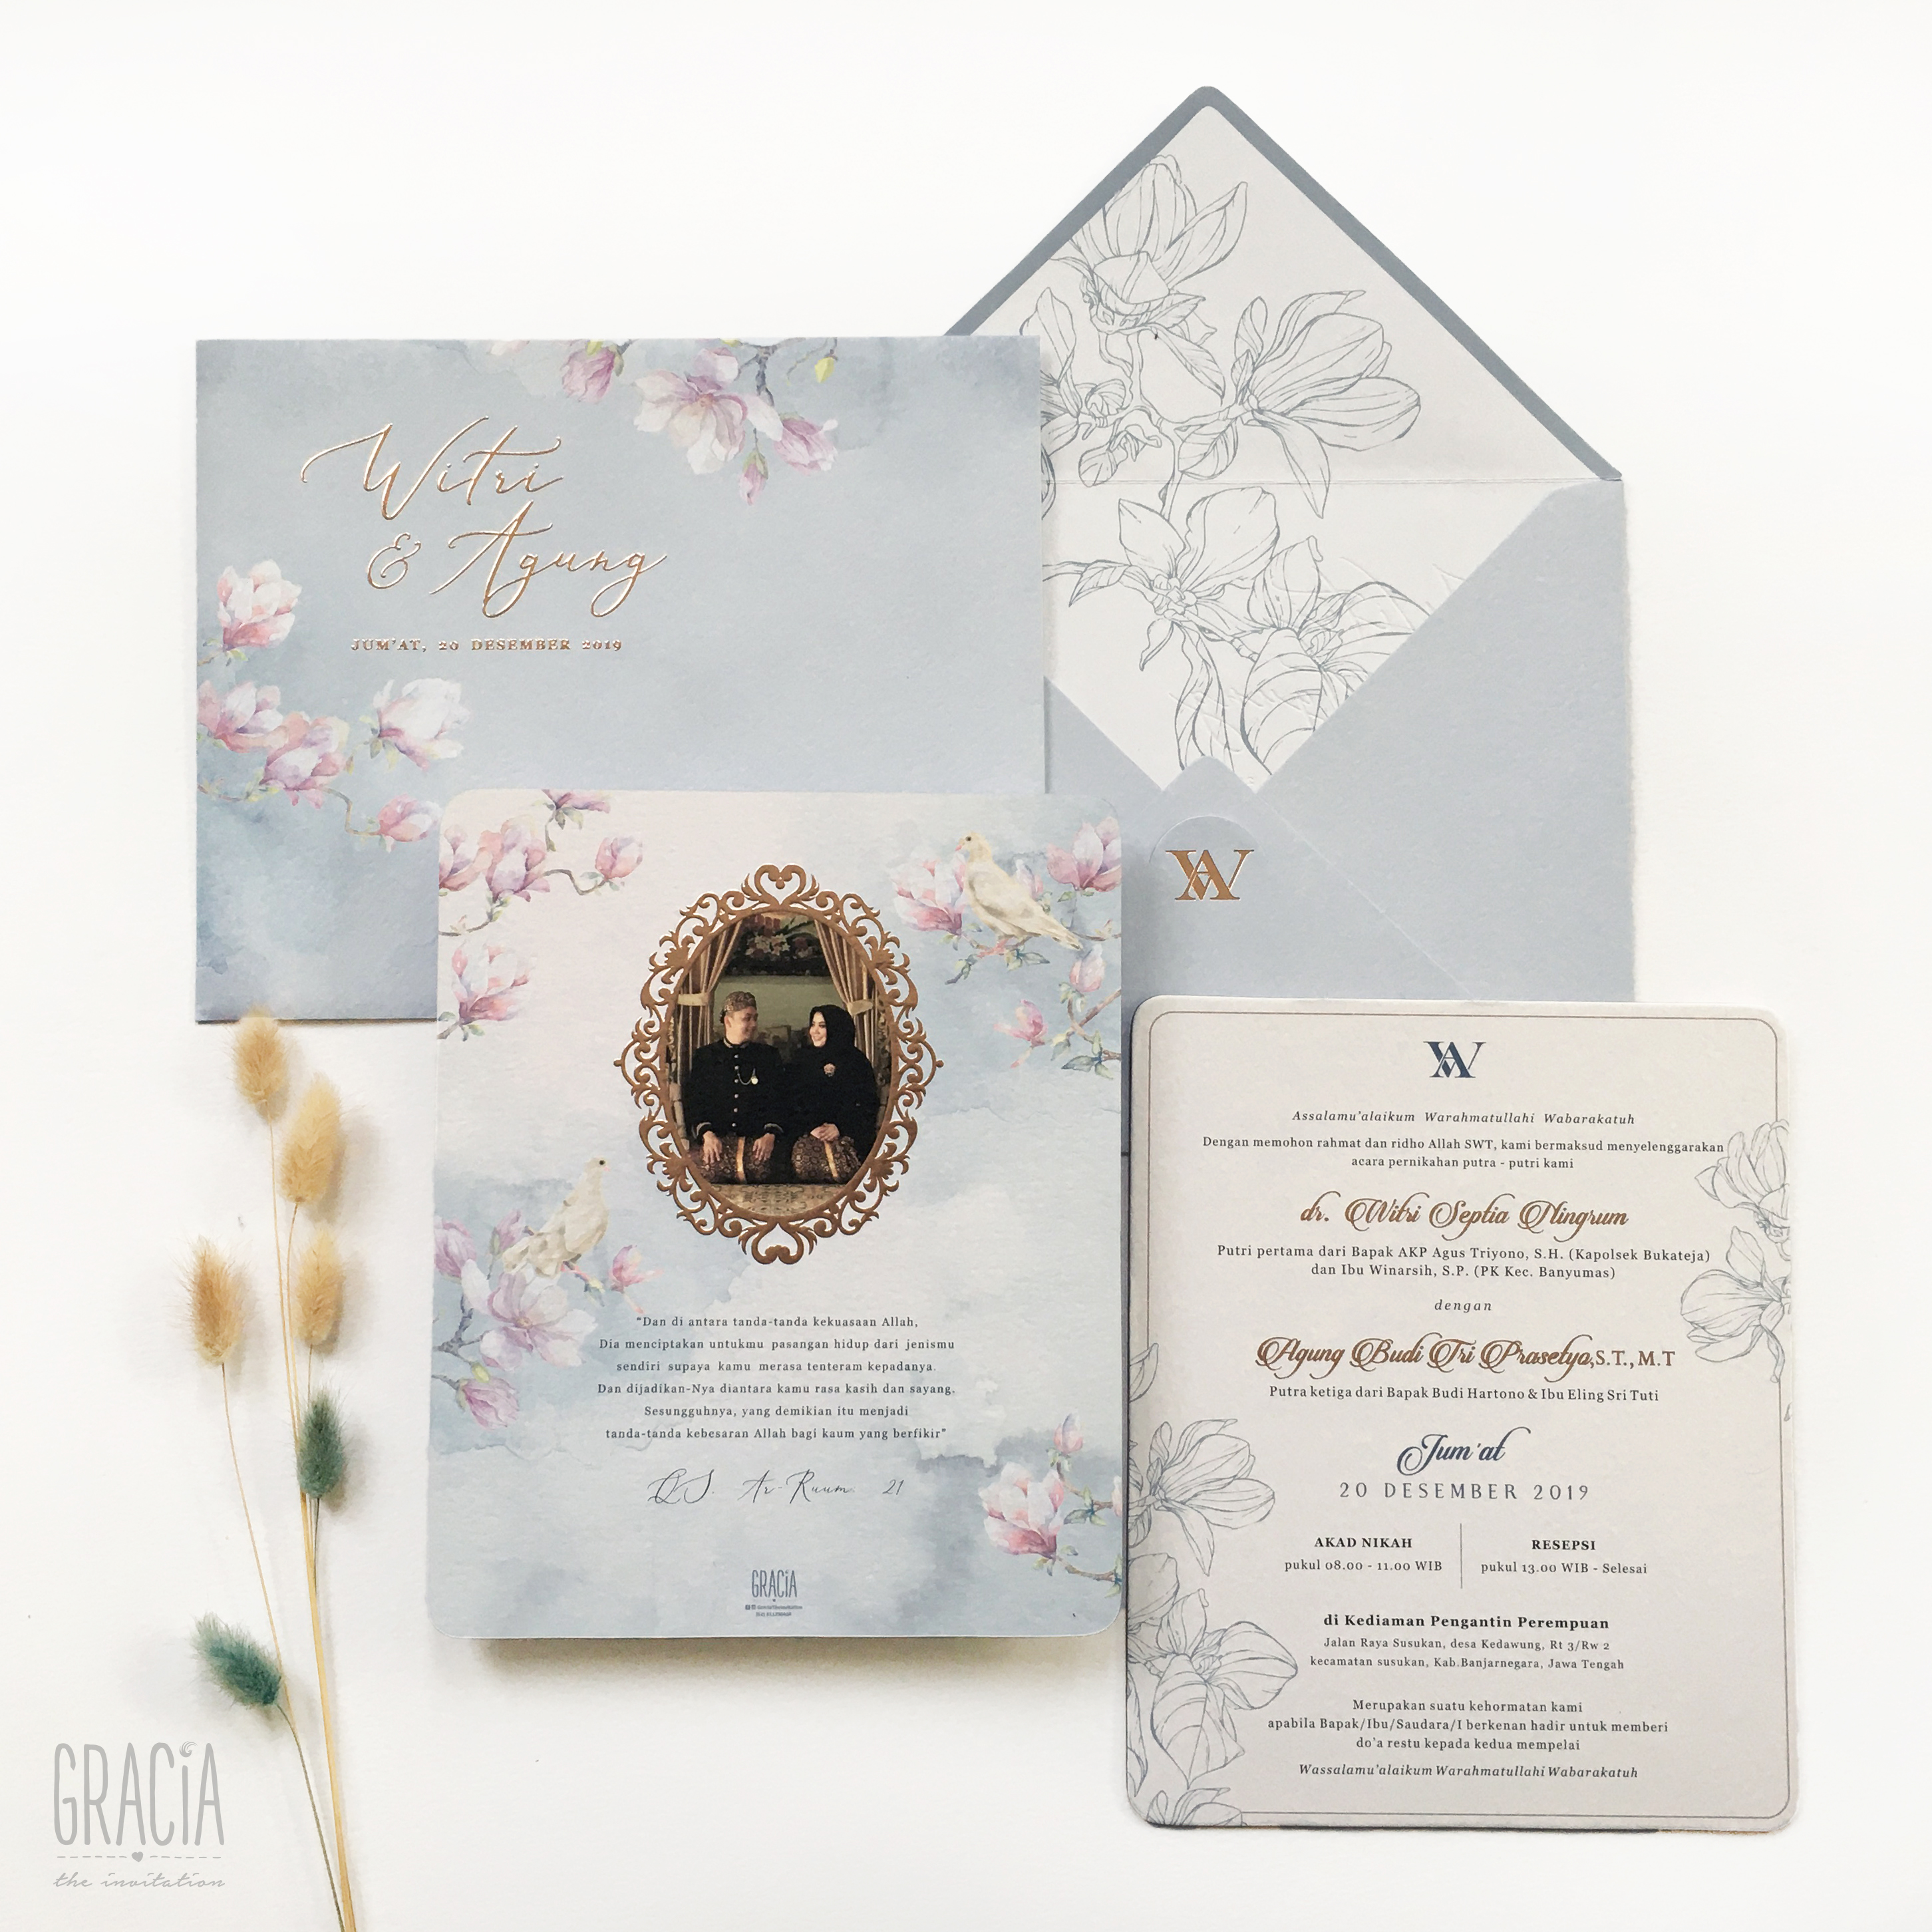 Witri
& Agung
JUM'AT, 20 DESEMBER 2019
WA
"Dan di antara tanda-tanda kekuasaan Allah,
Dia menciptakan untukmu pasangan hidup dari jenismu
sendiri supaya kamu merasa tenteram kepadanya.
Dan dijadikan-Nya diantara kamu rasa kasih dan sayang.
Sesungguhnya, yang demikian itu menjadi
tanda-tanda kebesaran Allah bagi kaum yang berfikir"
QS. Ar-Ruum 21
GRACiA
WA
Assalamu'alaikum Warahmatullahi Wabarakatuh
Dengan memohon rahmat dan ridho Allah SWT, kami bermaksud menyelenggarakan
acara pernikahan putra - putri kami
dr. Witri Septia Ningrum
Putri pertama dari Bapak AKP Agus Triyono, S.H. (Kapolsek Bukateja)
dan Ibu Winarsih, S.P. (PK Kec. Banyumas)
dengan
Agung Budi Tri Prasetyo,S.T.,M.T
Putra ketiga dari Bapak Budi Hartono & Ibu Eling Sri Tuti
Jum'at
20 DESEMBER 2019
AKAD NIKAH
pukul 08.00 - 11.00 WIB
RESEPSI
pukul 13.00 WIB - Selesai
di Kediaman Pengantin Perempuan
Jalan Raya Susukan, desa Kedawung, Rt 3/Rw 2
kecamatan susukan, Kab.Banjarnegara, Jawa Tengah
Merupakan suatu kehormatan kami
apabila Bapak/Ibu/Saudara/I berkenan hadir untuk memberi
do'a restu kepada kedua mempelai
Wassalamu'alaikum Warahmatullahi Wabarakatuh
GRACiA
the invitation